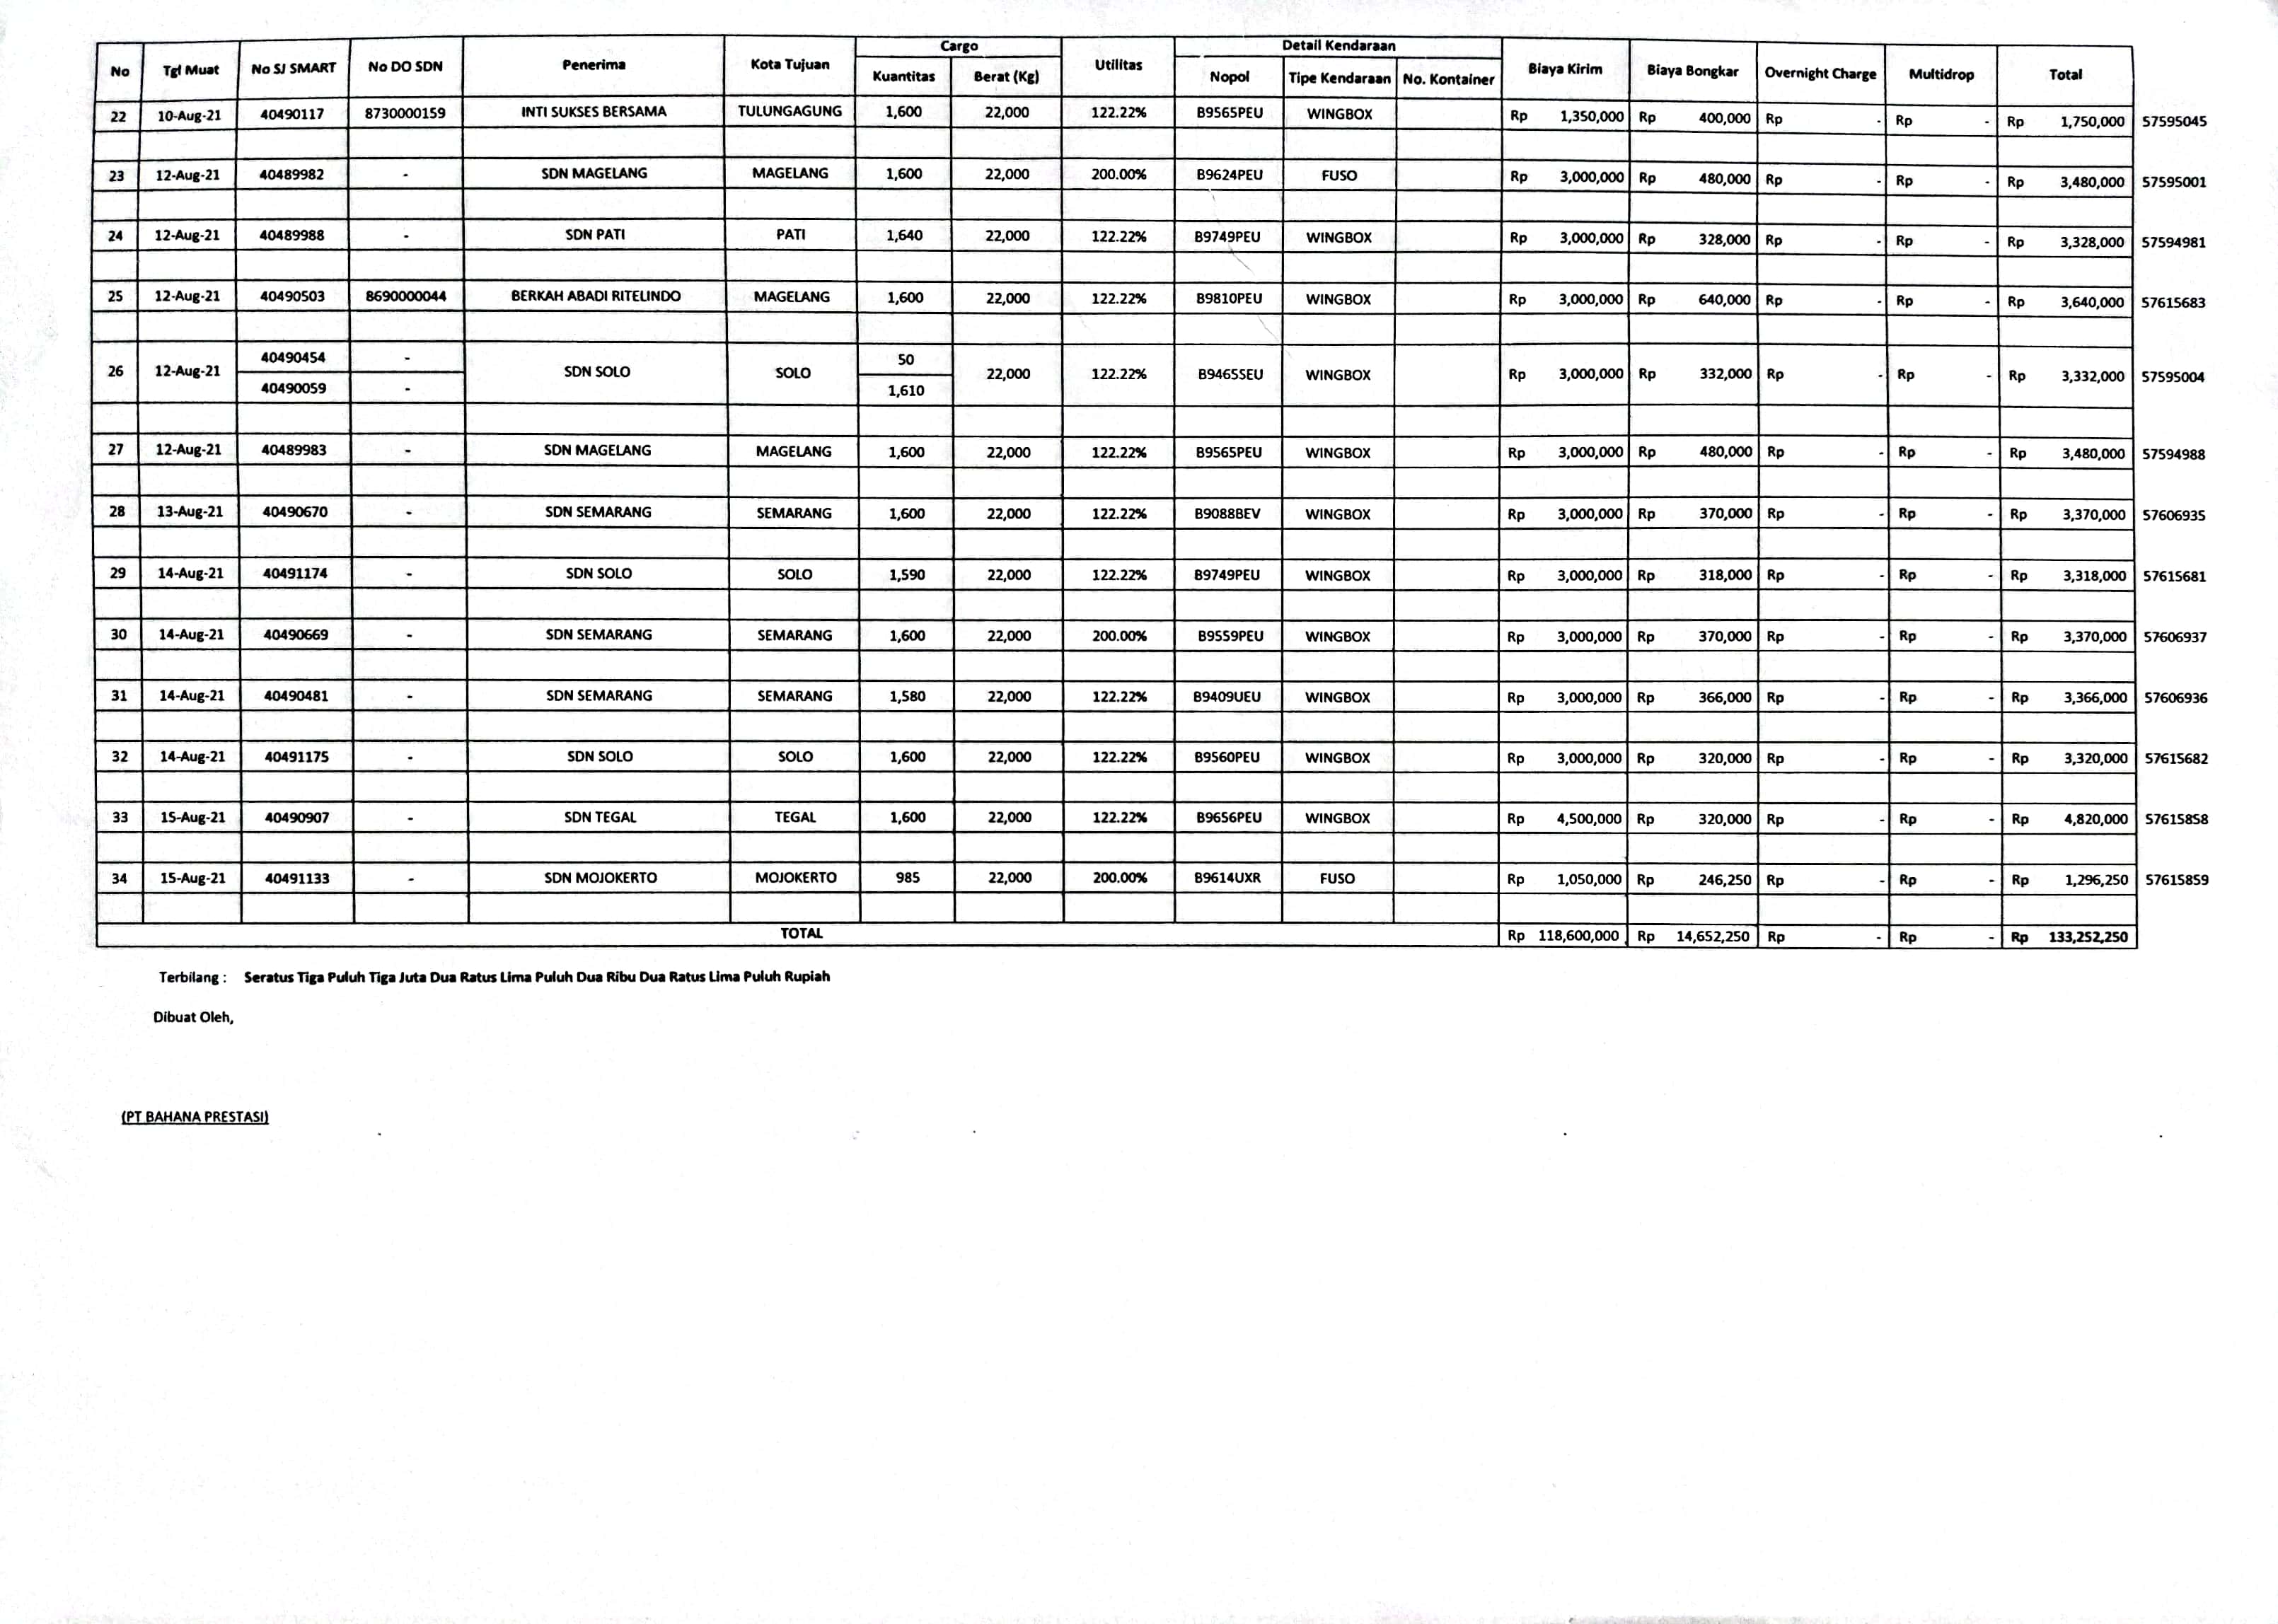 No Tgl Muat No SJ SMART No DO SDN Penerima Kota Tujuan Cargo Utilitas Detail Kendaraan Biaya Kirim Biaya Bongkar Overnight Charge Multidrop Total
Kuantitas Berat (Kg) Nopol Tipe Kendaraan No. Kontainer
22 10-Aug-21 40490117 8730000159 INTI SUKSES BERSAMA TULUNGAGUNG 1,600 22,000 122.22% B9565PEU WINGBOX Rp 1,350,000 Rp 400,000 Rp - Rp - Rp 1,750,000 57595045
23 12-Aug-21 40489982 - SDN MAGELANG MAGELANG 1,600 22,000 200.00% B9624PEU FUSO Rp 3,000,000 Rp 480,000 Rp - Rp - Rp 3,480,000 57595001
24 12-Aug-21 40489988 - SDN PATI PATI 1,640 22,000 122.22% B9749PEU WINGBOX Rp 3,000,000 Rp 328,000 Rp - Rp - Rp 3,328,000 57594981
25 12-Aug-21 40490503 8690000044 BERKAH ABADI RITELINDO MAGELANG 1,600 22,000 122.22% B9810PEU WINGBOX Rp 3,000,000 Rp 640,000 Rp - Rp - Rp 3,640,000 57615683
40490454 - 50
26 12-Aug-21 SDN SOLO SOLO 22,000 122.22% B9465SEU WINGBOX Rp 3,000,000 Rp 332,000 Rp - Rp - Rp 3,332,000 57595004
40490059 - 1,610
27 12-Aug-21 40489983 - SDN MAGELANG MAGELANG 1,600 22,000 122.22% B9565PEU WINGBOX Rp 3,000,000 Rp 480,000 Rp - Rp - Rp 3,480,000 57594988
28 13-Aug-21 40490670 - SDN SEMARANG SEMARANG 1,600 22,000 122.22% B9088BEV WINGBOX Rp 3,000,000 Rp 370,000 Rp - Rp - Rp 3,370,000 57606935
29 14-Aug-21 40491174 - SDN SOLO SOLO 1,590 22,000 122.22% B9749PEU WINGBOX Rp 3,000,000 Rp 318,000 Rp - Rp - Rp 3,318,000 57615681
30 14-Aug-21 40490669 - SDN SEMARANG SEMARANG 1,600 22,000 200.00% B9559PEU WINGBOX Rp 3,000,000 Rp 370,000 Rp - Rp - Rp 3,370,000 57606937
31 14-Aug-21 40490481 - SDN SEMARANG SEMARANG 1,580 22,000 122.22% B9409UEU WINGBOX Rp 3,000,000 Rp 366,000 Rp - Rp - Rp 3,366,000 57606936
32 14-Aug-21 40491175 - SDN SOLO SOLO 1,600 22,000 122.22% B9560PEU WINGBOX Rp 3,000,000 Rp 320,000 Rp - Rp - Rp 3,320,000 57615682
33 15-Aug-21 40490907 - SDN TEGAL TEGAL 1,600 22,000 122.22% B9656PEU WINGBOX Rp 4,500,000 Rp 320,000 Rp - Rp - Rp 4,820,000 57615858
34 15-Aug-21 40491133 - SDN MOJOKERTO MOJOKERTO 985 22,000 200.00% B9614UXR FUSO Rp 1,050,000 Rp 246,250 Rp - Rp - Rp 1,296,250 57615859
TOTAL Rp 118,600,000 Rp 14,652,250 Rp - Rp - Rp 133,252,250
Terbilang : Seratus Tiga Puluh Tiga Juta Dua Ratus Lima Puluh Dua Ribu Dua Ratus Lima Puluh Rupiah
Dibuat Oleh,
(PT BAHANA PRESTASI)